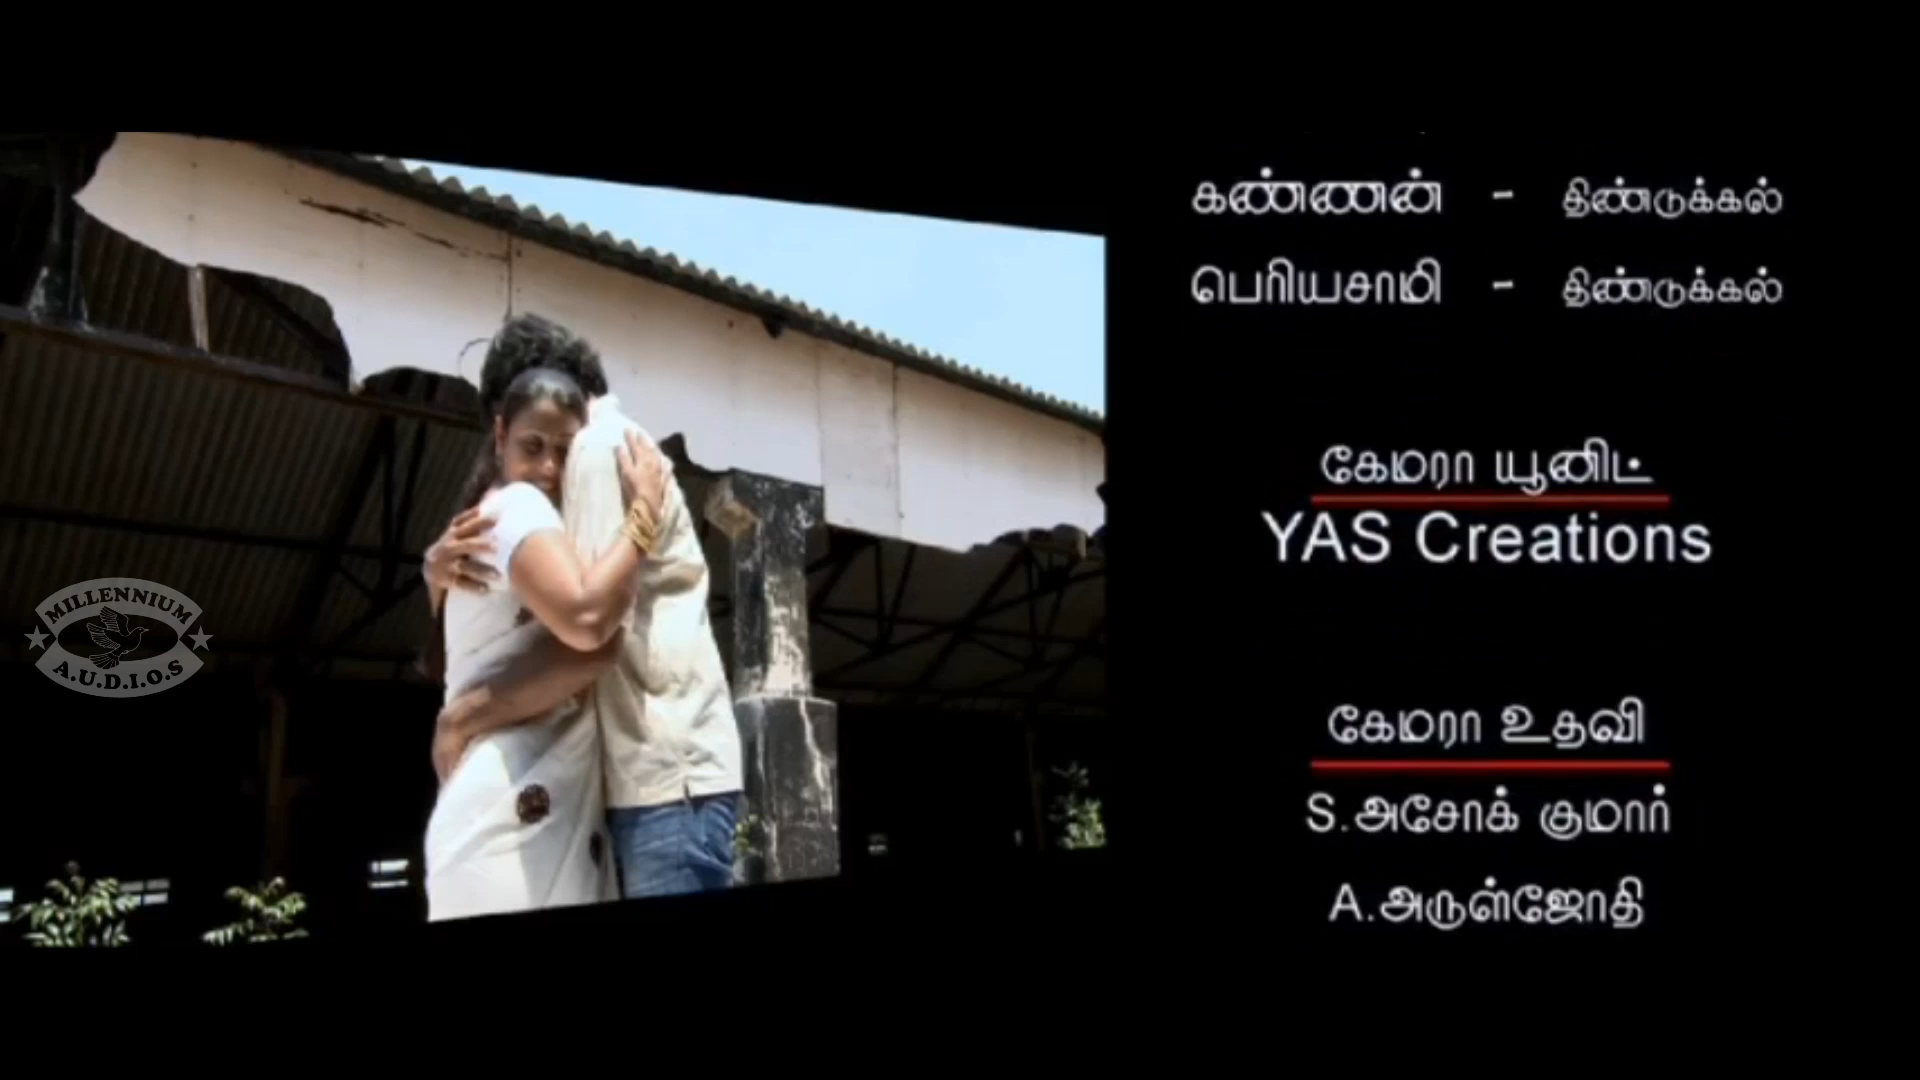 கண்ணன் - திண்டுக்கல்
பெரியசாமி - திண்டுக்கல்
கேமரா யூனிட்
YAS Creations
கேமரா உதவி
S.அசோக் குமார்
A.அருள்ஜோதி
MILLENNIUM
A.U.D.I.O.S